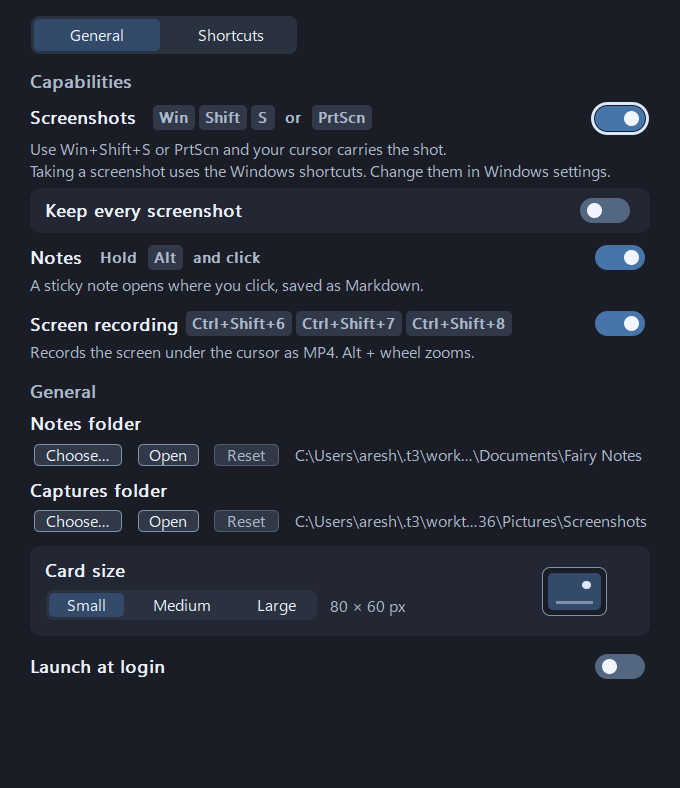 General Shortcuts
Capabilities
Screenshots Win Shift S or PrtScn
Use Win+Shift+S or PrtScn and your cursor carries the shot.
Taking a screenshot uses the Windows shortcuts. Change them in Windows settings.
Keep every screenshot
Notes Hold Alt and click
A sticky note opens where you click, saved as Markdown.
Screen recording Ctrl+Shift+6 Ctrl+Shift+7 Ctrl+Shift+8
Records the screen under the cursor as MP4. Alt + wheel zooms.
General
Notes folder
Choose... Open Reset C:\Users\aresh\.t3\work...\Documents\Fairy Notes
Captures folder
Choose... Open Reset C:\Users\aresh\.t3\workt...36\Pictures\Screenshots
Card size
Small Medium Large 80 × 60 px
Launch at login